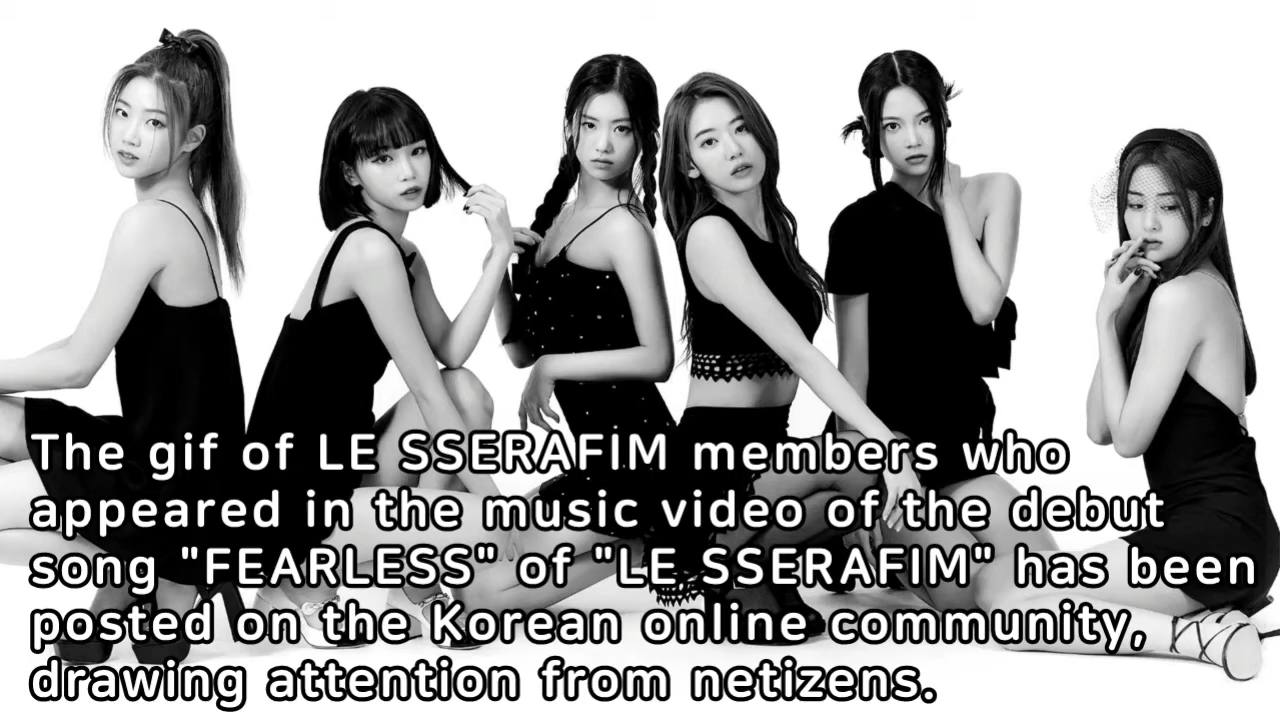 The gif of LE SSERAFIM members who
appeared in the music video of the debut
song "FEARLESS" of "LE SSERAFIM" has been
posted on the Korean online community,
drawing attention from netizens.